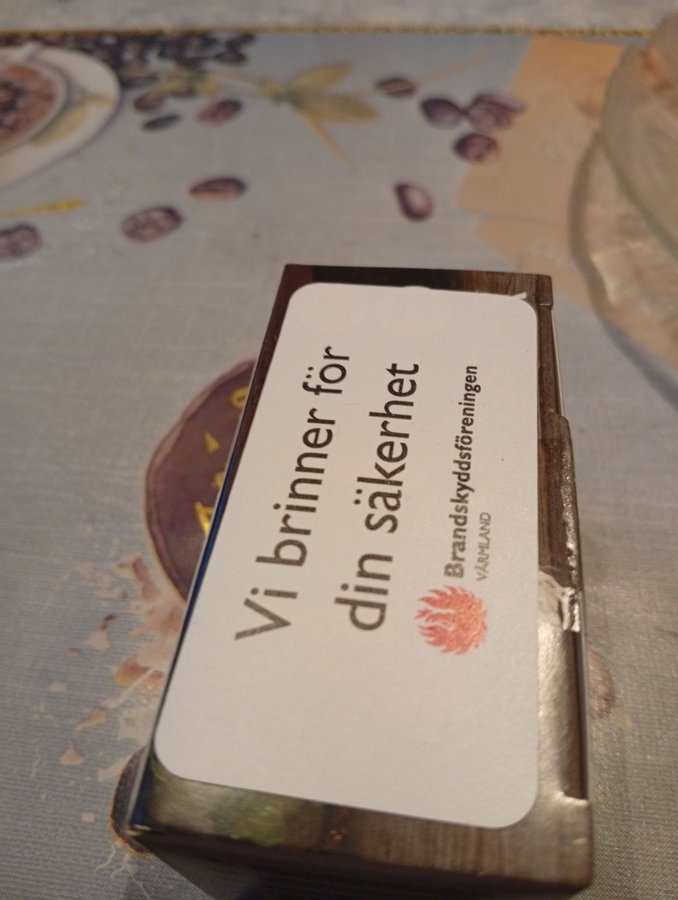 Vi brinner för
din säkerhet
Brandskyddsföreningen
VÄRMLAND